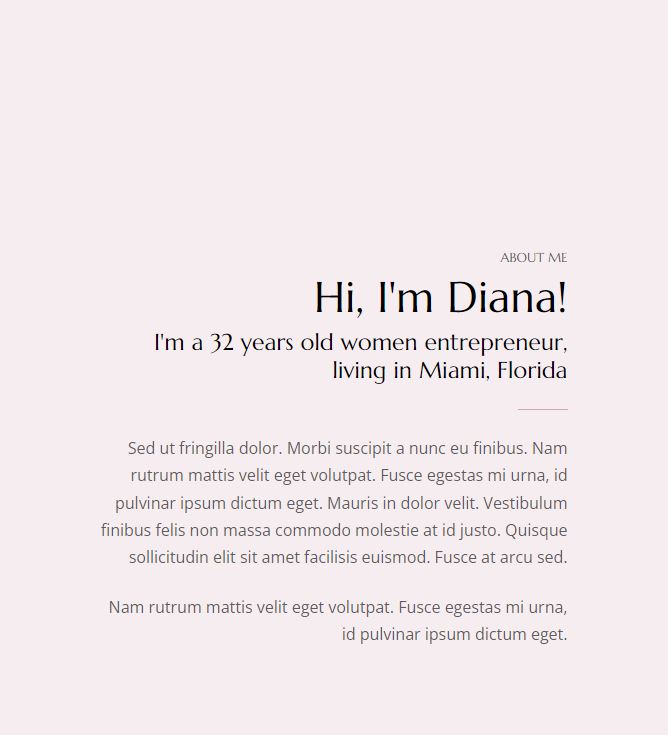 ABOUT ME
Hi, I'm Diana!
I'm a 32 years old women entrepreneur,
living in Miami, Florida
Sed ut fringilla dolor. Morbi suscipit a nunc eu finibus. Nam
rutrum mattis velit eget volutpat. Fusce egestas mi urna, id
pulvinar ipsum dictum eget. Mauris in dolor velit. Vestibulum
finibus felis non massa commodo molestie at id justo. Quisque
sollicitudin elit sit amet facilisis euismod. Fusce at arcu sed.
Nam rutrum mattis velit eget volutpat. Fusce egestas mi urna,
id pulvinar ipsum dictum eget.